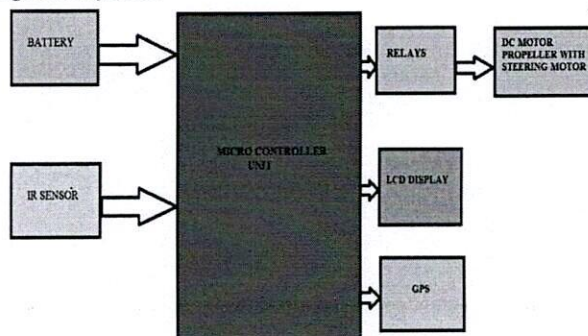 BATTERY
RELAYS
DC MOTOR
PROPELLER WITH
STEERING MOTOR
MICRO CONTROLLER
UNIT
IR SENSOR
LCD DISPLAY
GPS